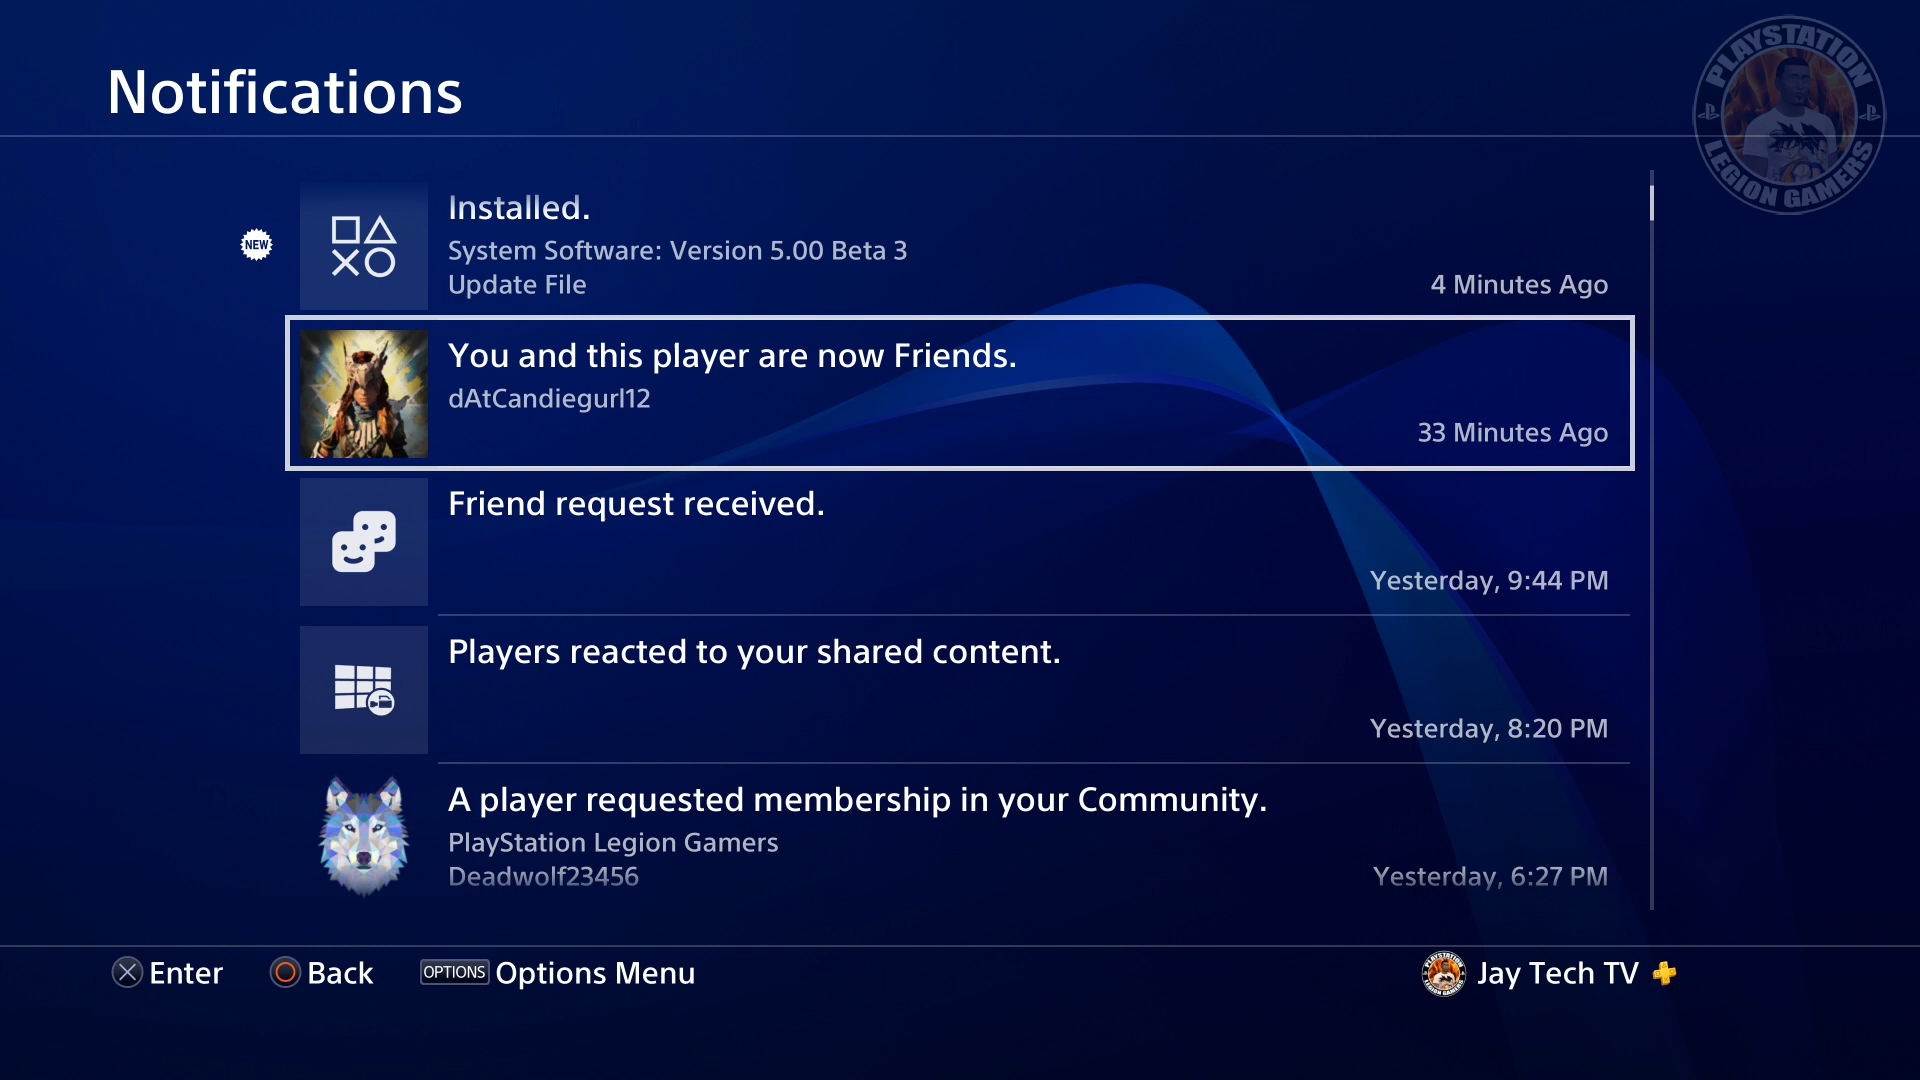 Notifications
PLAYSTATION
LEGION GAMERS
NEW
Installed.
System Software: Version 5.00 Beta 3
Update File
4 Minutes Ago
You and this player are now Friends.
dAtCandiegurl12
33 Minutes Ago
Friend request received.
Yesterday, 9:44 PM
Players reacted to your shared content.
Yesterday, 8:20 PM
A player requested membership in your Community.
PlayStation Legion Gamers
Deadwolf23456
Yesterday, 6:27 PM
Enter
Back
OPTIONS Options Menu
PLAYSTATION
LEGION GAMERS
Jay Tech TV